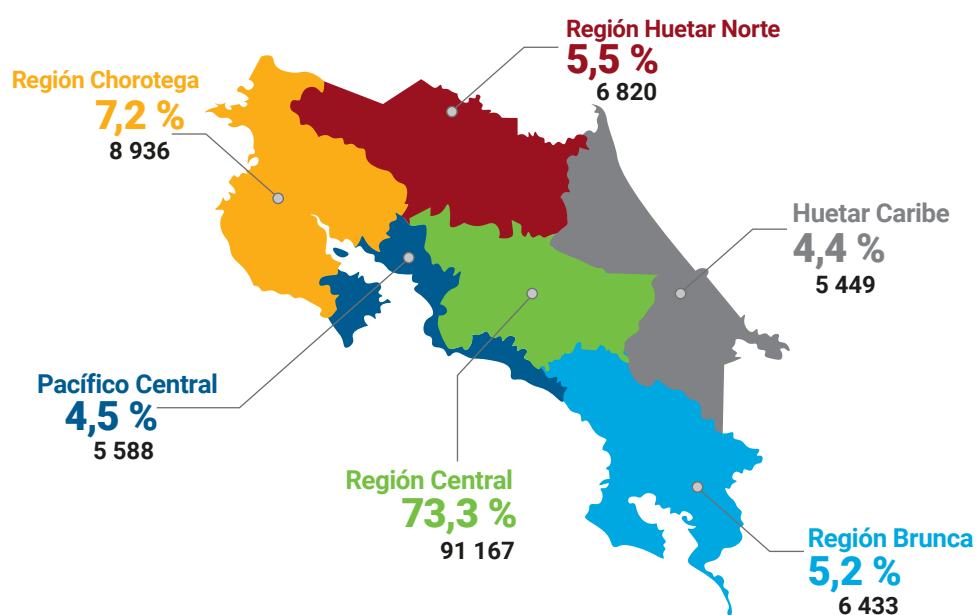 Región Huetar Norte
5,5 %
6 820
Región Chorotega
7,2 %
8 936
Huetar Caribe
4,4 %
5 449
Pacífico Central
4,5 %
5 588
Región Central
73,3 %
91 167
Región Brunca
5,2 %
6 433